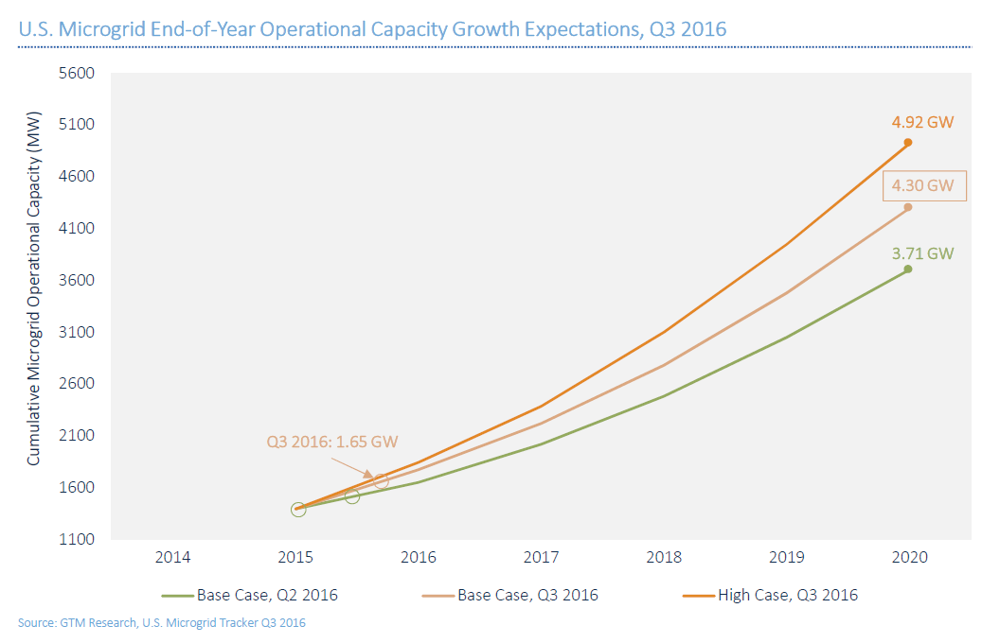 U.S. Microgrid End-of-Year Operational Capacity Growth Expectations, Q3 2016
Cumulative Microgrid Operational Capacity (MW)
5600
5100
4600
4100
3600
3100
2600
2100
1600
1100
4.92 GW
4.30 GW
3.71 GW
Q3 2016: 1.65 GW
2014 2015 2016 2017 2018 2019 2020
Base Case, Q2 2016 Base Case, Q3 2016 High Case, Q3 2016
Source: GTM Research, U.S. Microgrid Tracker Q3 2016